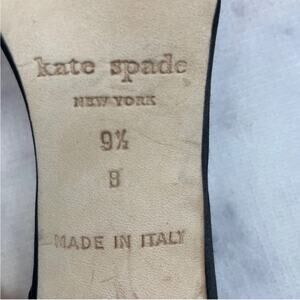 kate spade
NEW YORK
9½
B
MADE IN ITALY